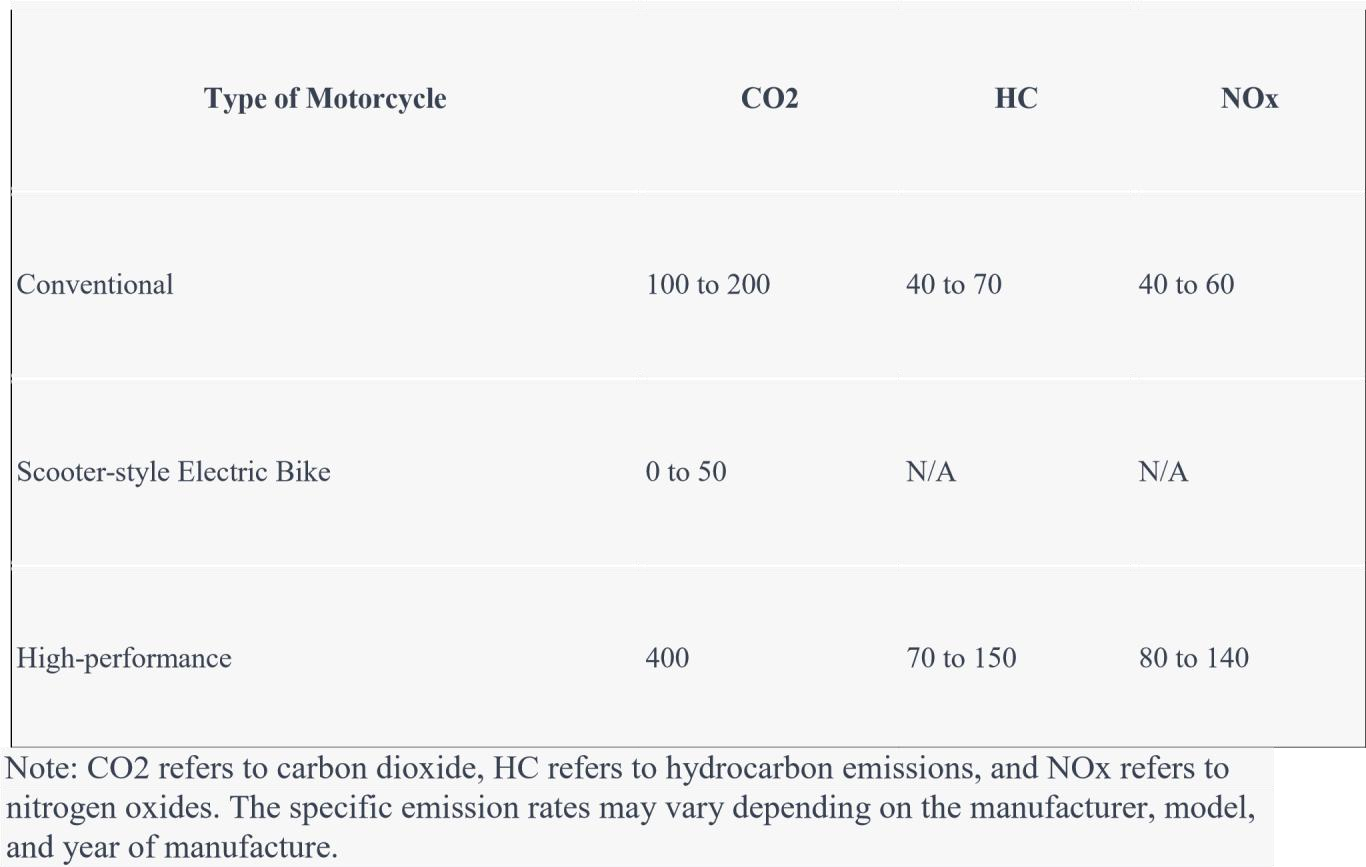 Type of Motorcycle CO2 HC NOx
Conventional 100 to 200 40 to 70 40 to 60
Scooter-style Electric Bike 0 to 50 N/A N/A
High-performance 400 70 to 150 80 to 140
Note: CO2 refers to carbon dioxide, HC refers to hydrocarbon emissions, and NOx refers to
nitrogen oxides. The specific emission rates may vary depending on the manufacturer, model,
and year of manufacture.